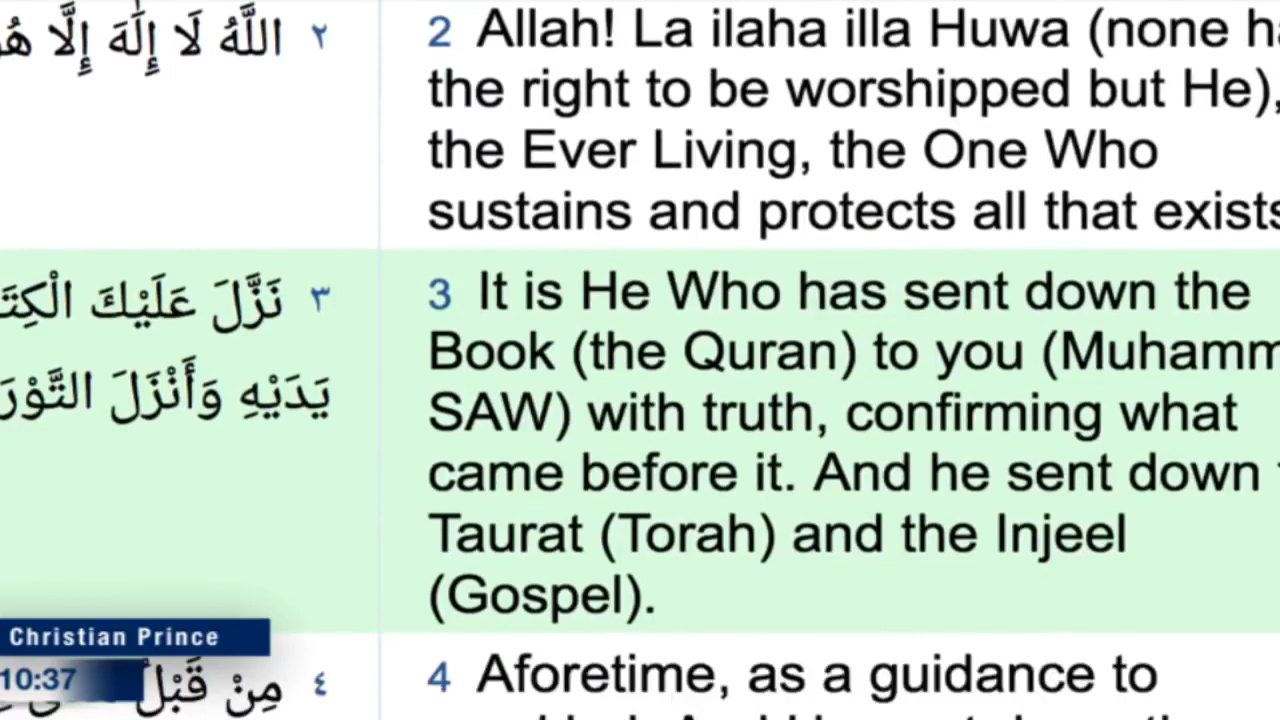 ٢ اللَّهُ لَا إِلَٰهَ إِلَّا
2 Allah! La ilaha illa Huwa (none
the right to be worshipped but He),
the Ever Living, the One Who
sustains and protects all that exists
٣ نَزَّلَ عَلَيْكَ
يَدَيْهِ وَأَنْزَلَ
3 It is He Who has sent down the
Book (the Quran) to you (Muhamm
SAW) with truth, confirming what
came before it. And he sent down
Taurat (Torah) and the Injeel
(Gospel).
Christian Prince
10:37
٤ مِنْ قَبْلُ
4 Aforetime, as a guidance to